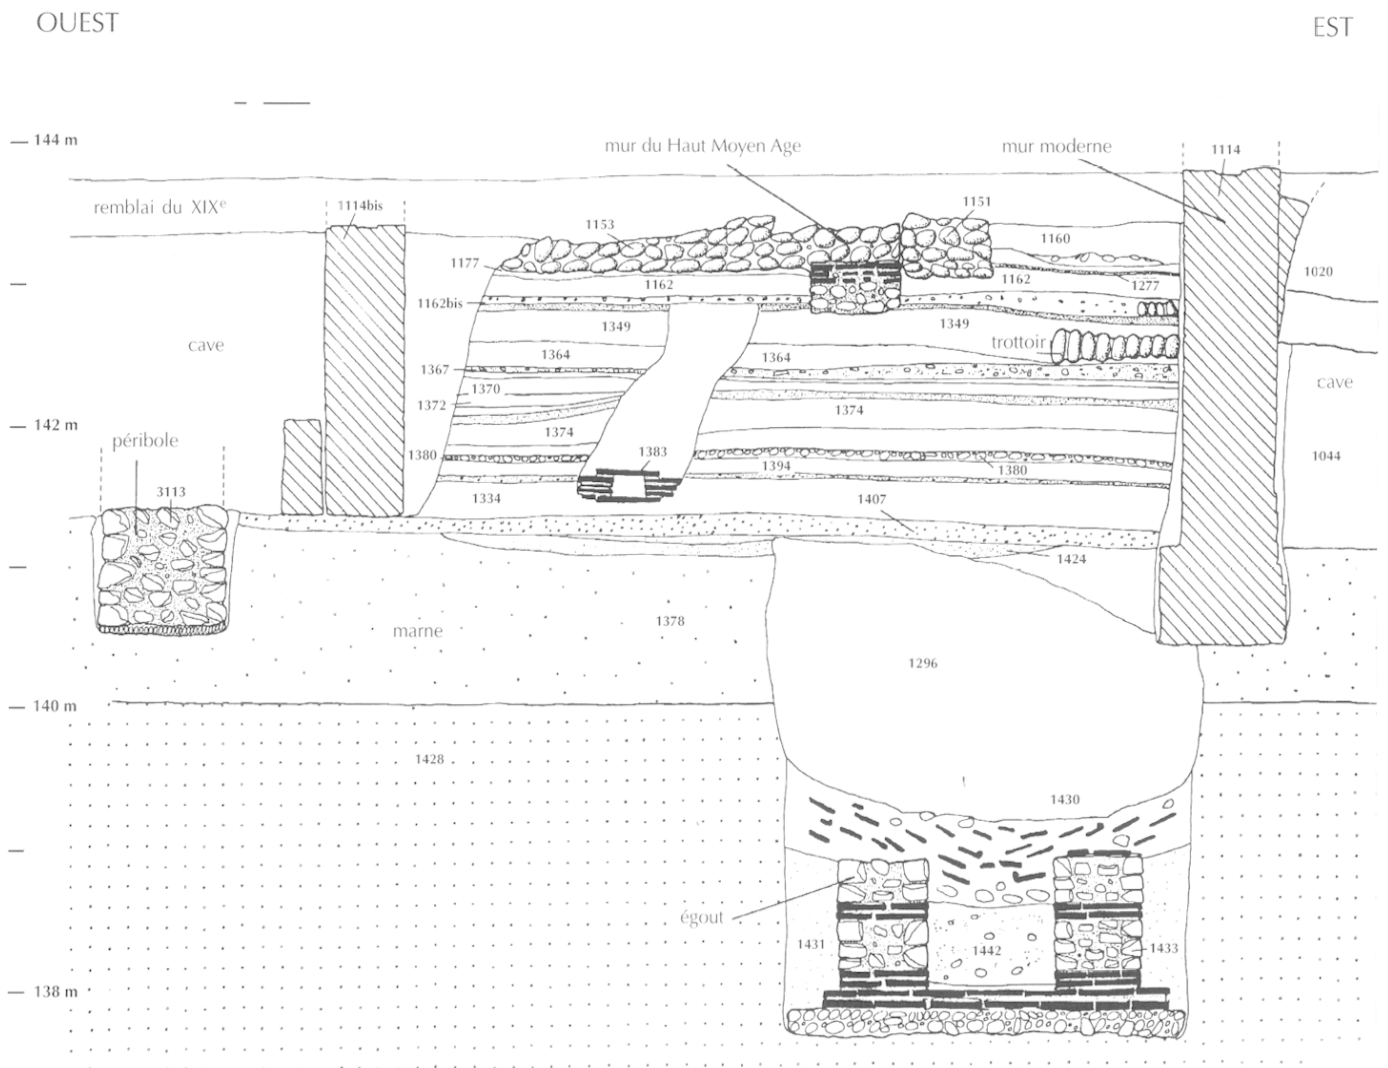 OUEST
EST
144 m
mur du Haut Moyen Age
mur moderne
1114
remblai du XIXe
1114bis
1153
1151
1160
1177
1162
1162
1277
1020
1162bis
1349
1349
cave
trottoir
1364
1364
1367
1370
cave
1372
1374
142 m
péribole
1374
1380
1383
1394
1380
1044
3113
1334
1407
1424
marne
1378
1296
140 m
1428
1430
égout
1431
1442
1433
138 m